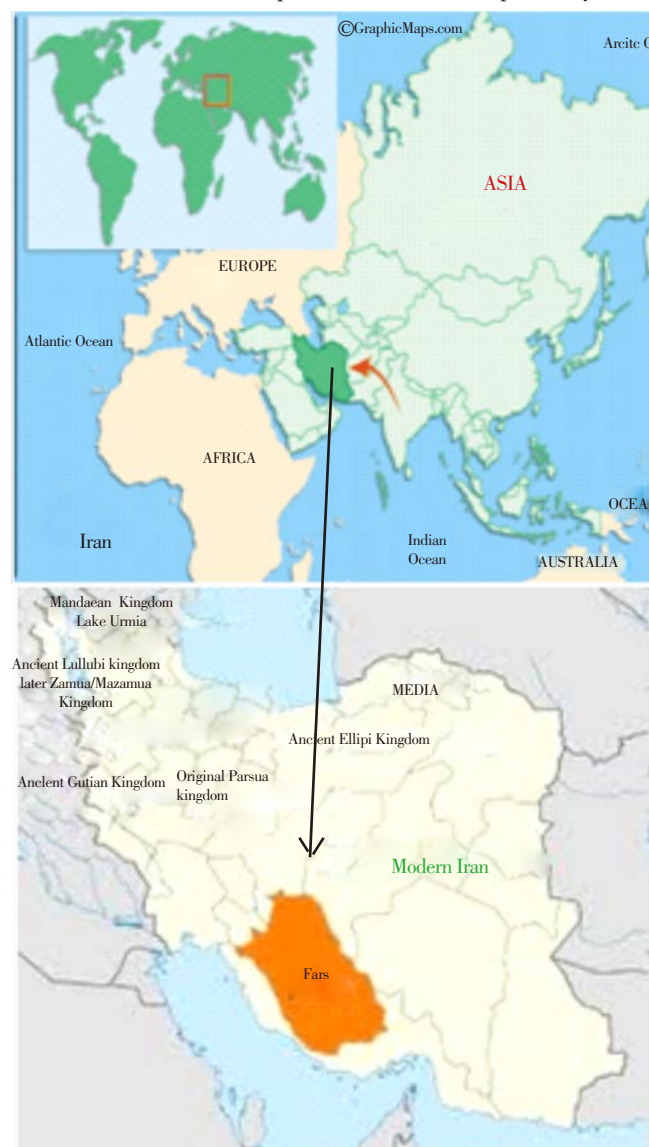 ©GraphicMaps.com
Arcitc O
ASIA
EUROPE
Atlantic Ocean
AFRICA
OCEA
Iran
Indian
Ocean
AUSTRALIA
Mandaean Kingdom
Lake Urmia
Ancient Lullubi kingdom
later Zamua/Mazamua
Kingdom
MEDIA
Ancient Ellipi Kingdom
Anclent Gutian Kingdom
Original Parsua
kingdom
Modern Iran
Fars